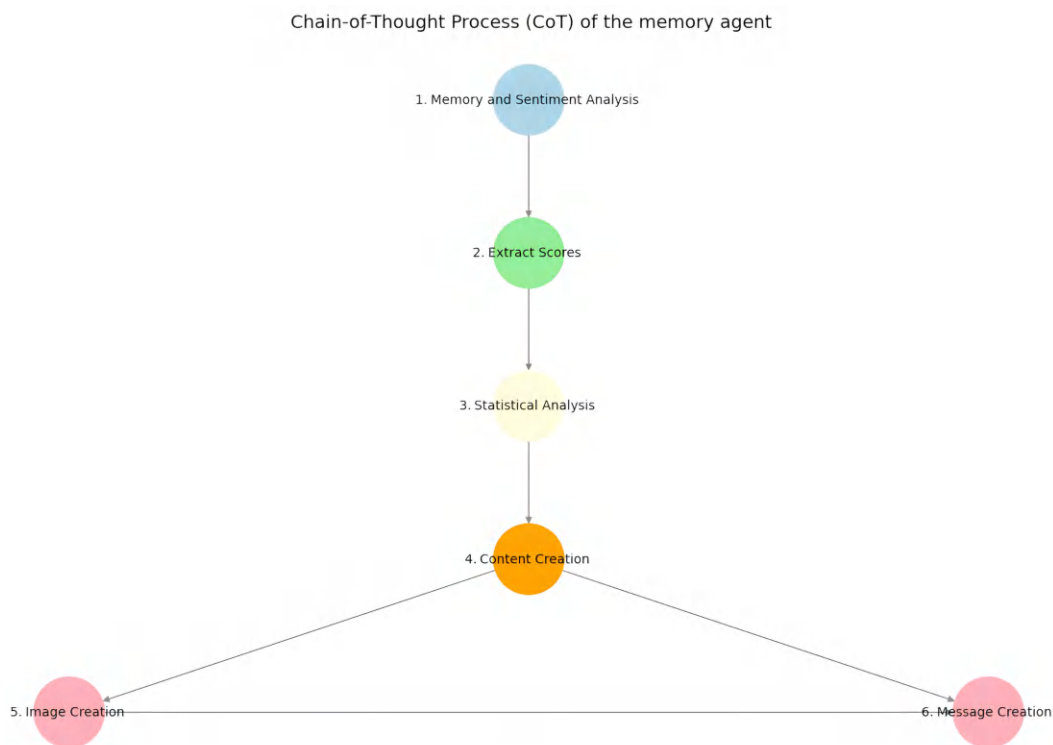 Chain-of-Thought Process (CoT) of the memory agent
1. Memory and Sentiment Analysis
2. Extract Scores
3. Statistical Analysis
4. Content Creation
5. Image Creation
6. Message Creation